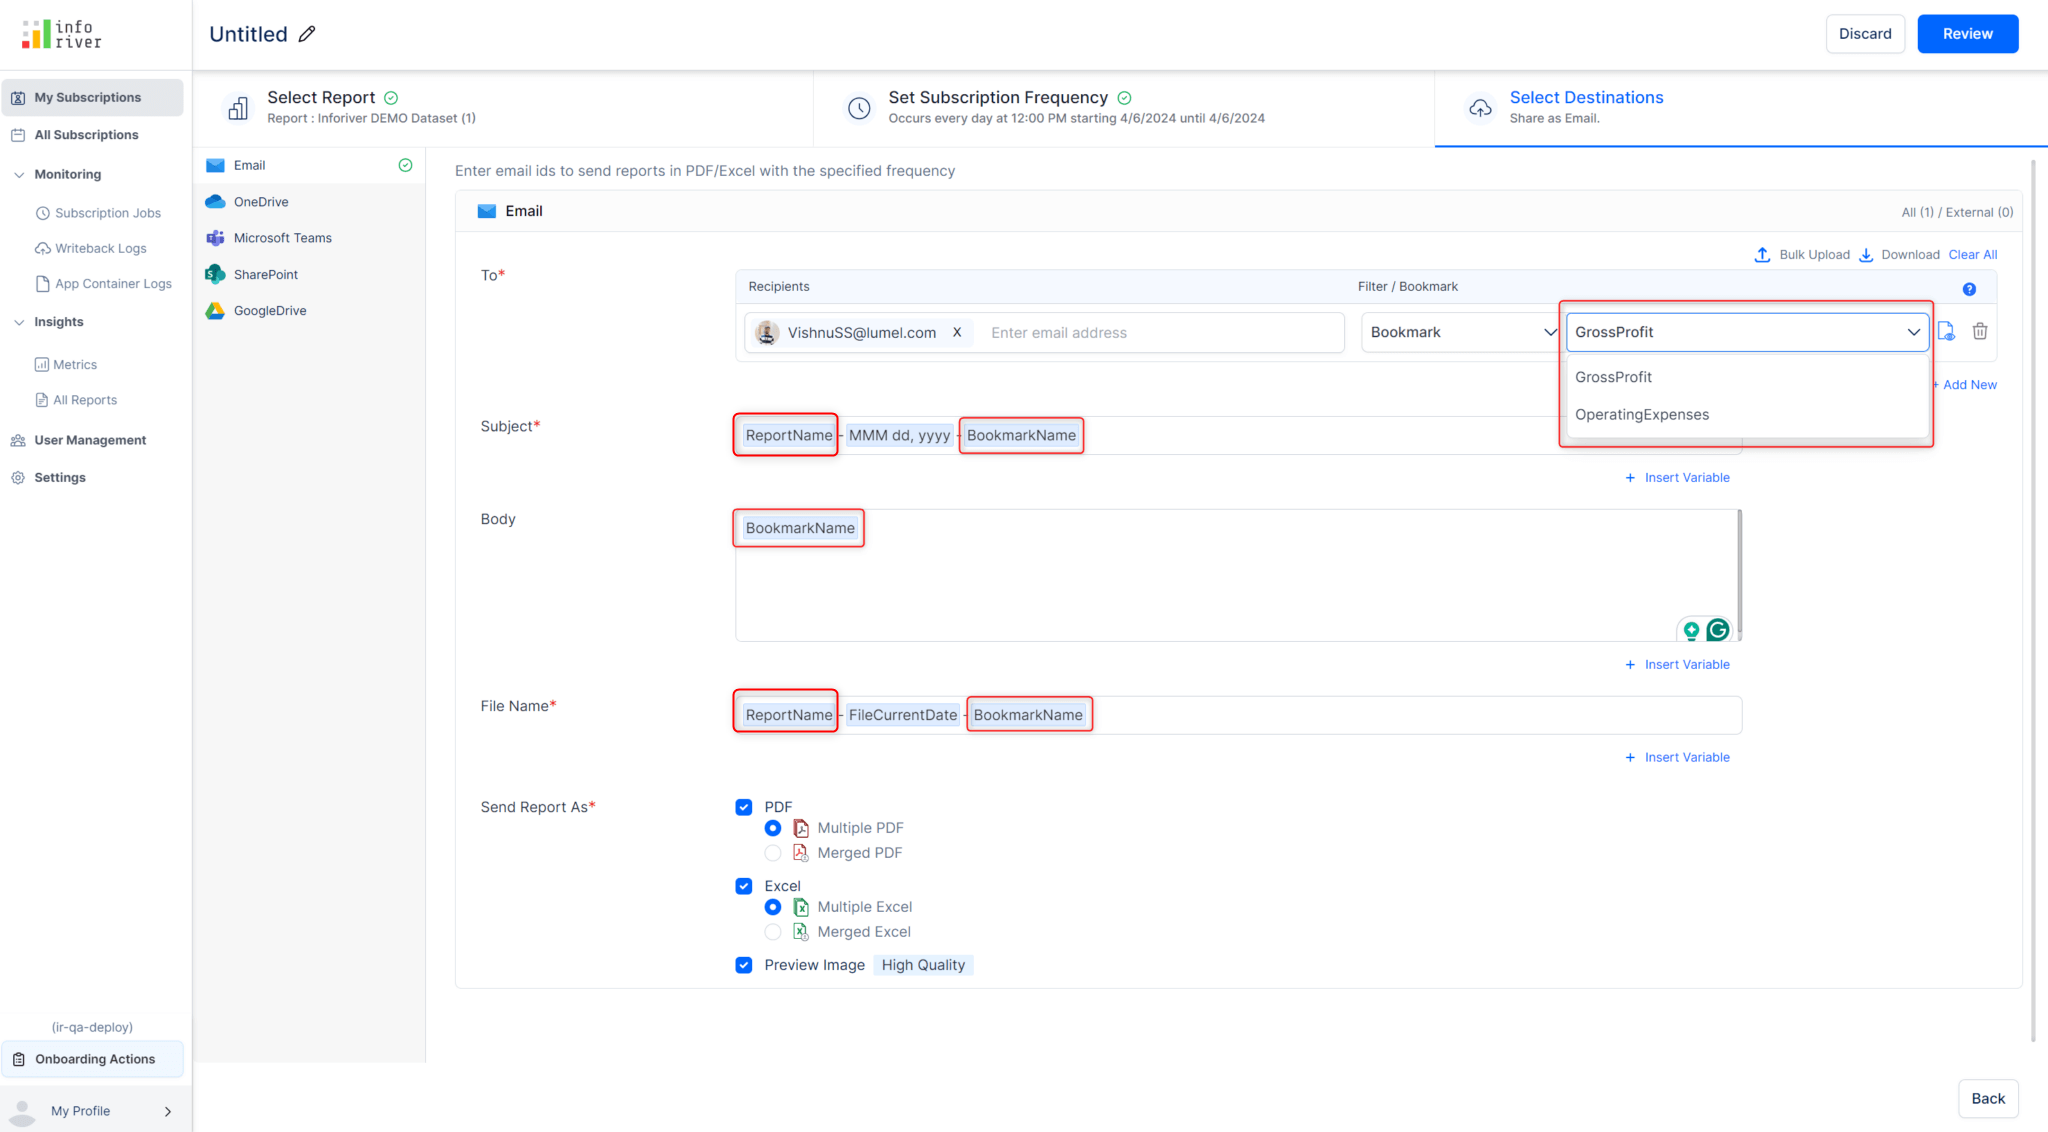 info
river
Untitled
Discard
Review
My Subscriptions
All Subscriptions
Monitoring
Subscription Jobs
Writeback Logs
App Container Logs
Insights
Metrics
All Reports
User Management
Settings
(ir-qa-deploy)
Onboarding Actions
My Profile
Select Report
Report : Inforiver DEMO Dataset (1)
Set Subscription Frequency
Occurs every day at 12:00 PM starting 4/6/2024 until 4/6/2024
Select Destinations
Share as Email.
Email
OneDrive
Microsoft Teams
SharePoint
GoogleDrive
Enter email ids to send reports in PDF/Excel with the specified frequency
Email
All (1) / External (0)
Bulk Upload Download Clear All
To*
Recipients Filter / Bookmark ?
VishnuSS@lumel.com X Enter email address Bookmark GrossProfit
GrossProfit
OperatingExpenses
+ Add New
Subject*
ReportName - MMM dd, yyyy - BookmarkName
+ Insert Variable
Body
BookmarkName
+ Insert Variable
File Name*
ReportName - FileCurrentDate - BookmarkName
+ Insert Variable
Send Report As*
PDF
Multiple PDF
Merged PDF
Excel
Multiple Excel
Merged Excel
Preview Image High Quality
Back